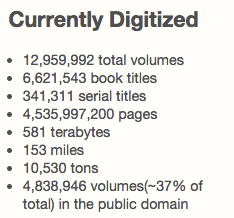 Currently Digitized
• 12,959,992 total volumes
• 6,621,543 book titles
• 341,311 serial titles
• 4,535,997,200 pages
• 581 terabytes
• 153 miles
• 10,530 tons
• 4,838,946 volumes(~37% of
total) in the public domain